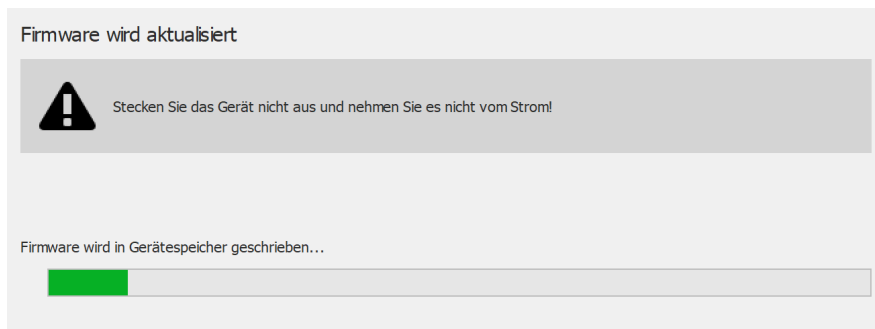 Firmware wird aktualisiert
Stecken Sie das Gerät nicht aus und nehmen Sie es nicht vom Strom!
Firmware wird in Gerätespeicher geschrieben...